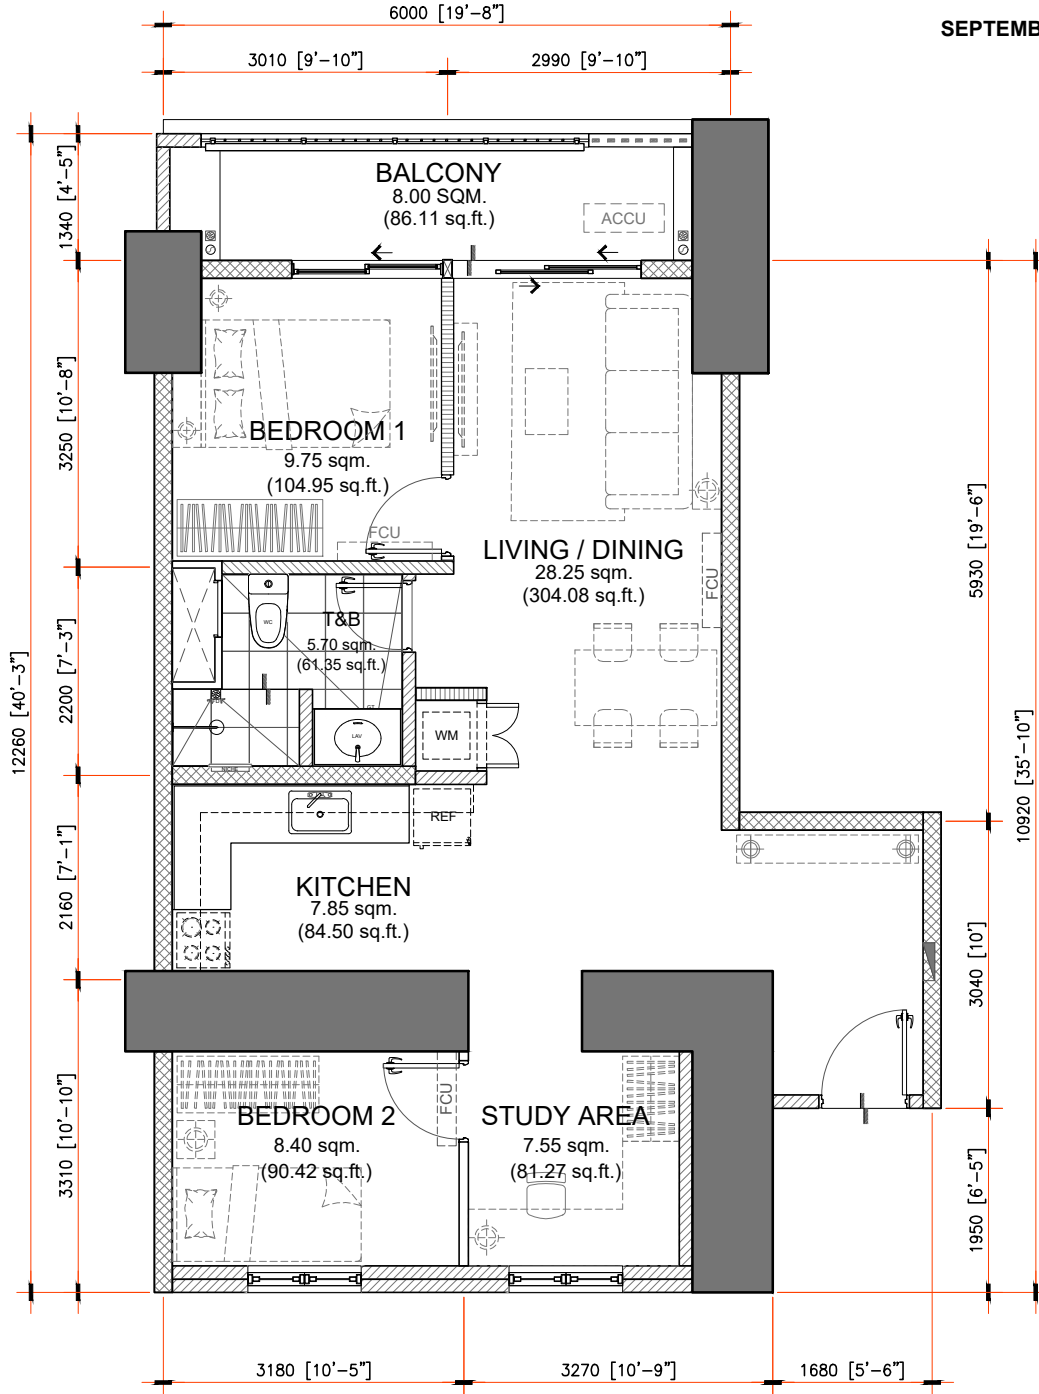 6000 [19'-8"]
SEPTEMB
3010 [9'-10"]
2990 [9'-10"]
1340 [4'-5"]
BALCONY
8.00 SQM.
(86.11 sq.ft.)
ACCU
3250 [10'-8"]
BEDROOM 1
9.75 sqm.
(104.95 sq.ft.)
FCU
LIVING / DINING
28.25 sqm.
(304.08 sq.ft.)
FCU
5930 [19'-6"]
2200 [7'-3"]
WC
T&B
5.70 sqm.
(61.35 sq.ft.)
GT
LAV
WM
NICHE
12260 [40'-3"]
10920 [35'-10"]
REF
2160 [7'-1"]
KITCHEN
7.85 sqm.
(84.50 sq.ft.)
3040 [10']
3310 [10'-10"]
BEDROOM 2
8.40 sqm.
(90.42 sq.ft.)
FCU
STUDY AREA
7.55 sqm.
(81.27 sq.ft.)
1950 [6'-5"]
3180 [10'-5"]
3270 [10'-9"]
1680 [5'-6"]